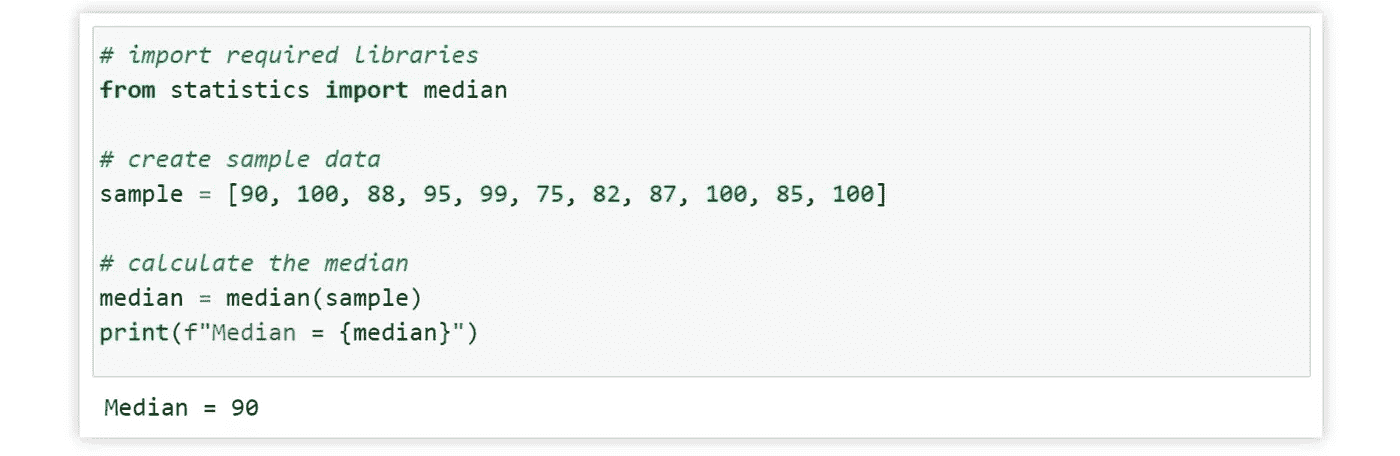 # import required libraries
from statistics import median
# create sample data
sample = [90, 100, 88, 95, 99, 75, 82, 87, 100, 85, 100]
# calculate the median
median = median(sample)
print(f"Median = {median}")
Median = 90